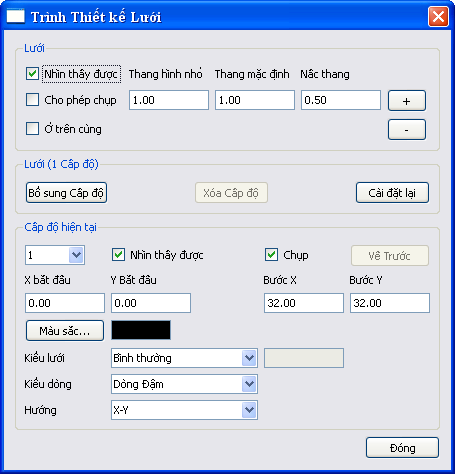 Trình Thiết kế Lưới
Lưới
Nhìn thấy được Thang hình nhỏ Thang mặc định Nấc thang
Cho phép chụp 1.00 1.00 0.50 +
Ở trên cùng -
Lưới (1 Cấp độ)
Bổ sung Cấp độ Xóa Cấp độ Cài đặt lại
Cấp độ hiện tại
1 Nhìn thấy được Chụp Về Trước
X bắt đầu Y Bắt đầu Bước X Bước Y
0.00 0.00 32.00 32.00
Màu sắc...
Kiểu lưới Bình thường
Kiểu dòng Dòng Đậm
Hướng X-Y
Đóng